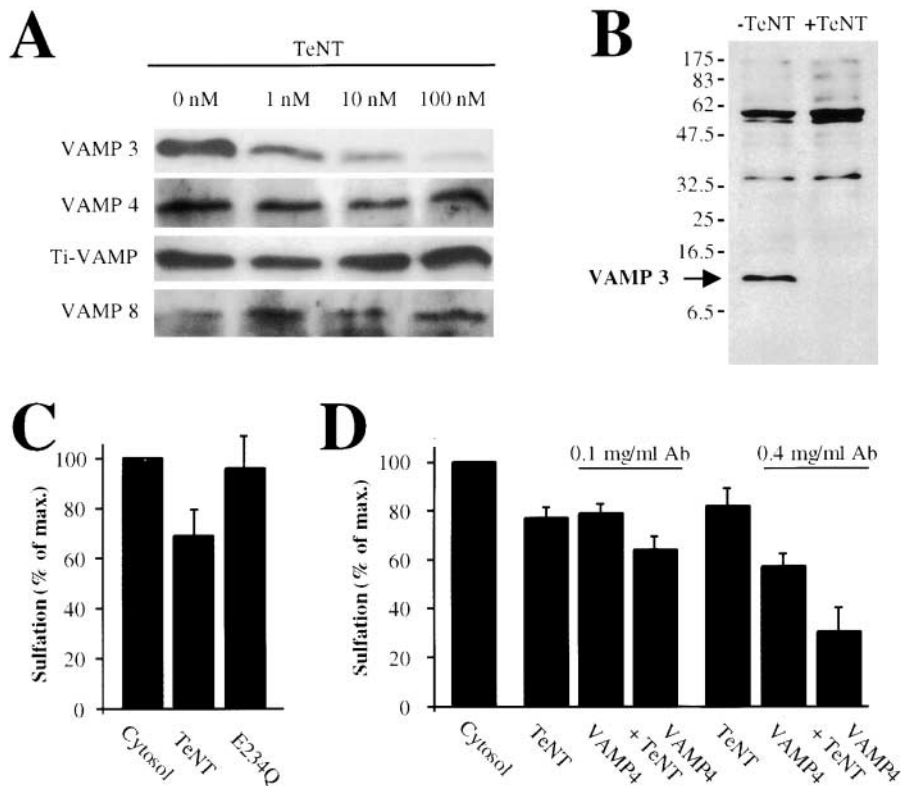 A
TeNT
0 nM 1 nM 10 nM 100 nM
VAMP 3
VAMP 4
Ti-VAMP
VAMP 8
B
-TeNT +TeNT
175-
83-
62-
47.5-
32.5-
25-
16.5-
VAMP 3
6.5-
C
Sulfation (% of max.)
100
80
60
40
20
0
Cytosol
TeNT
E234Q
D
0.1 mg/ml Ab
0.4 mg/ml Ab
Sulfation (% of max.)
100
80
60
40
20
0
Cytosol
TeNT
VAMP4
VAMP4
+ TeNT
TeNT
VAMP4
VAMP4
+ TeNT